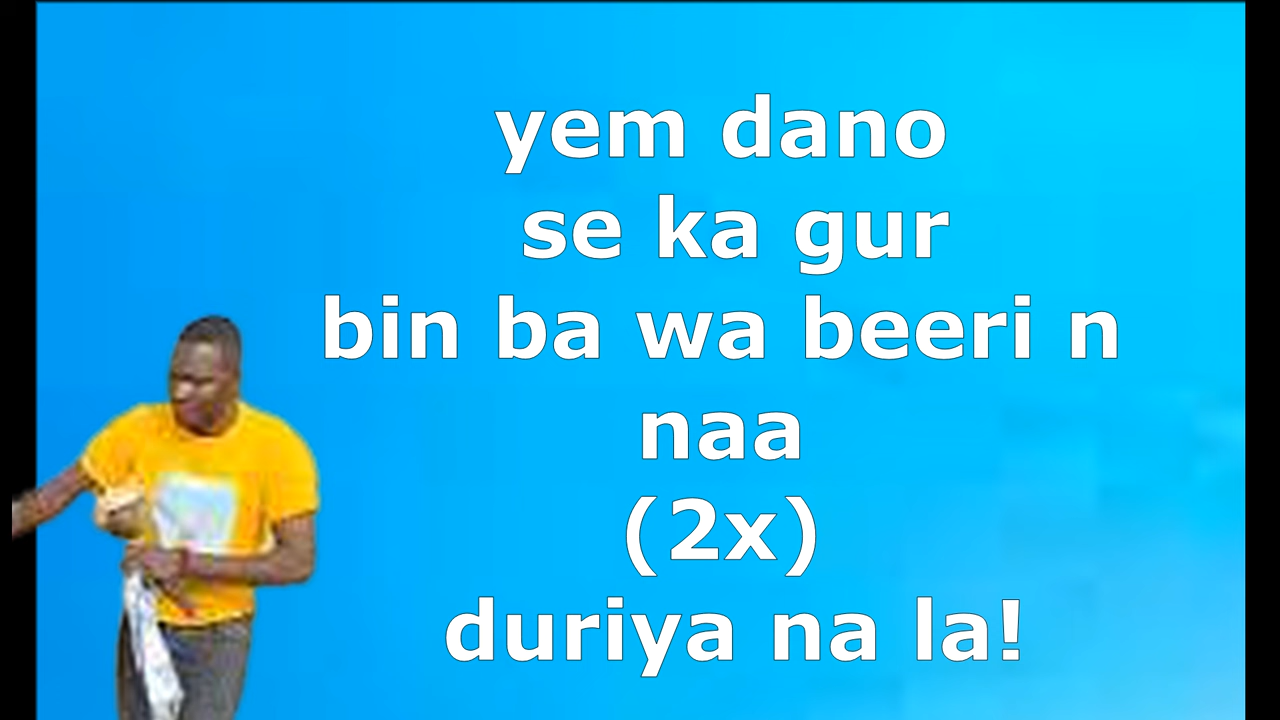 yem dano
se ka gur
bin ba wa beeri n
naa
(2x)
duriya na la!